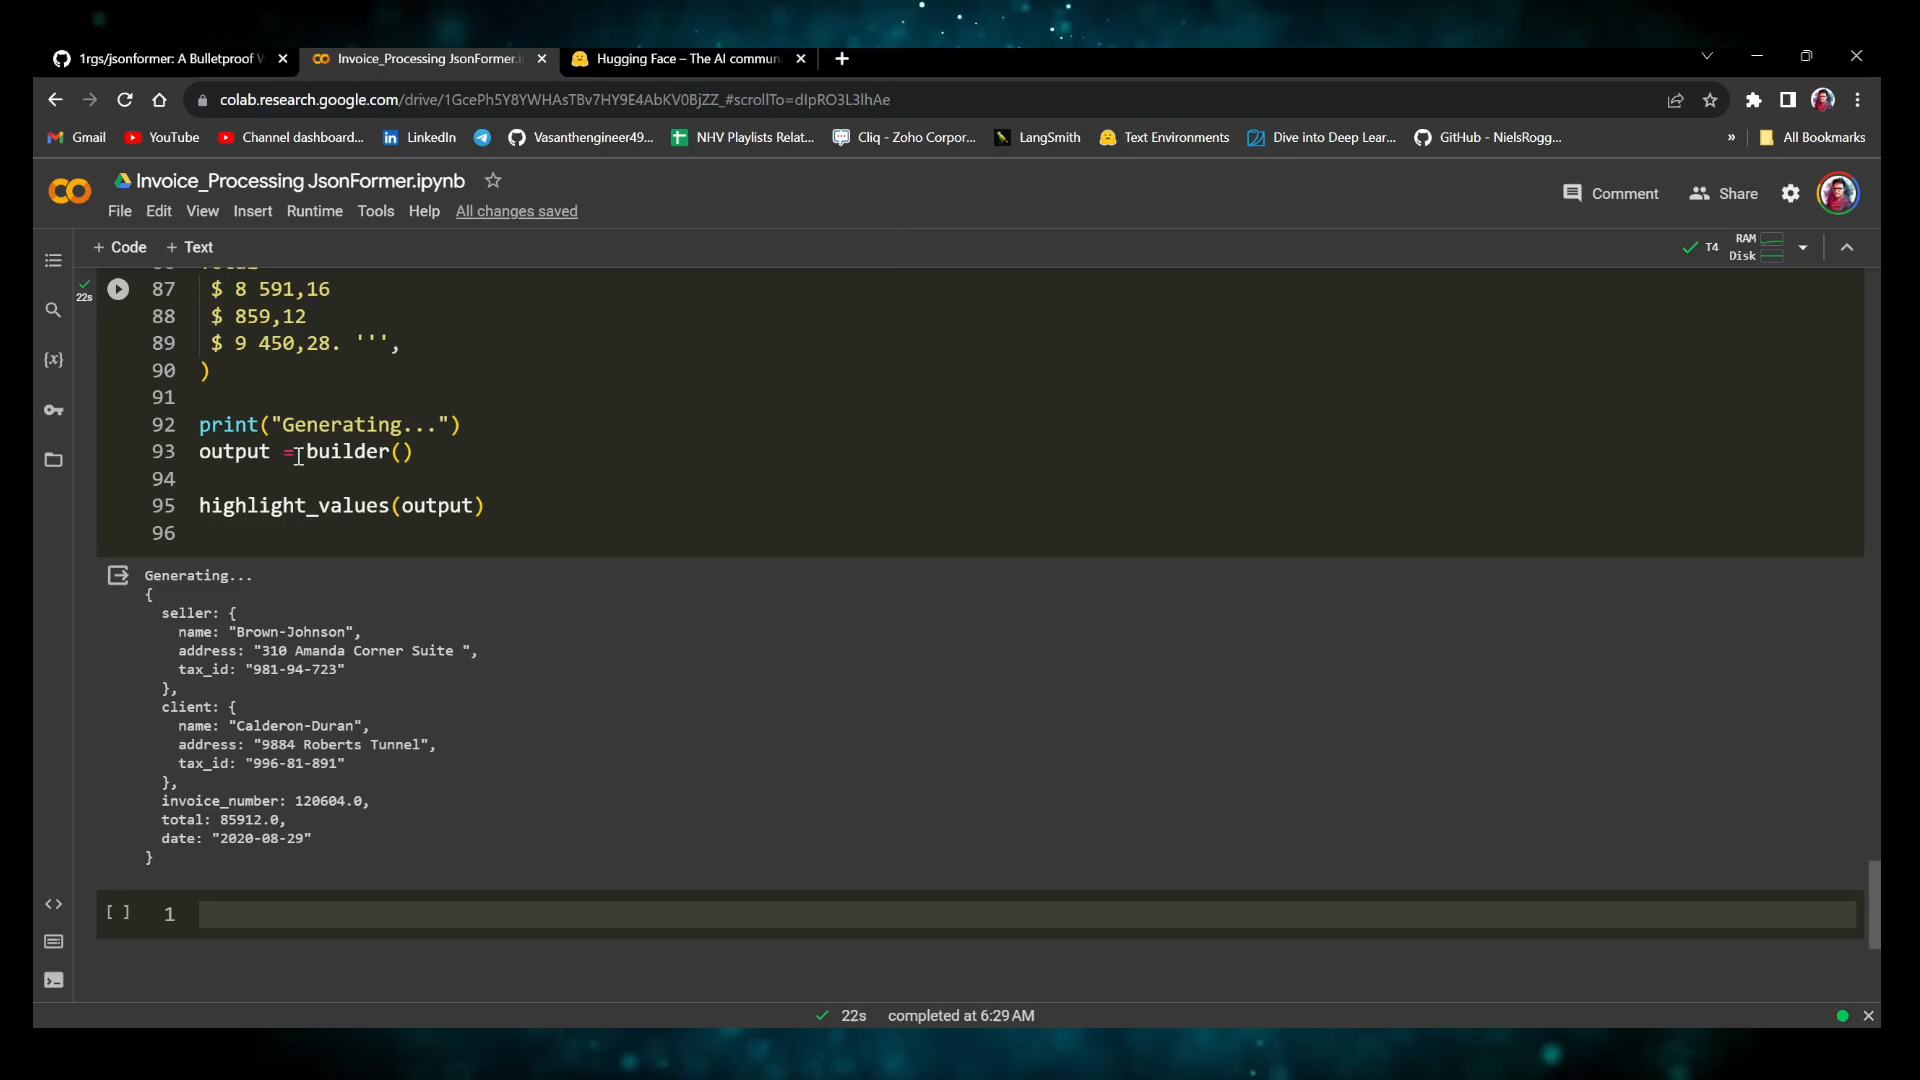 1rgs/jsonformer: A Bulletproof W
Invoice_Processing JsonFormer.i
Hugging Face – The AI commun
colab.research.google.com/drive/1GcePh5Y8YWHAsTBv7HY9E4AbKV0BjZZ_#scrollTo=dIpRO3L3lhAe
Gmail YouTube Channel dashboard... LinkedIn Vasanthengineer49... NHV Playlists Relat... Cliq - Zoho Corpor... LangSmith Text Environments Dive into Deep Lear... GitHub - NielsRogg... » All Bookmarks
Invoice_Processing JsonFormer.ipynb
Comment Share
File Edit View Insert Runtime Tools Help All changes saved
+ Code + Text
T4 RAM
Disk
22s
87 $ 8 591,16
88 $ 859,12
89 $ 9 450,28. ''',
90 )
91
92 print("Generating...")
93 output = builder()
94
95 highlight_values(output)
96
Generating...
{
seller: {
name: "Brown-Johnson",
address: "310 Amanda Corner Suite ",
tax_id: "981-94-723"
},
client: {
name: "Calderon-Duran",
address: "9884 Roberts Tunnel",
tax_id: "996-81-891"
},
invoice_number: 120604.0,
total: 85912.0,
date: "2020-08-29"
}
[ ] 1
22s completed at 6:29 AM